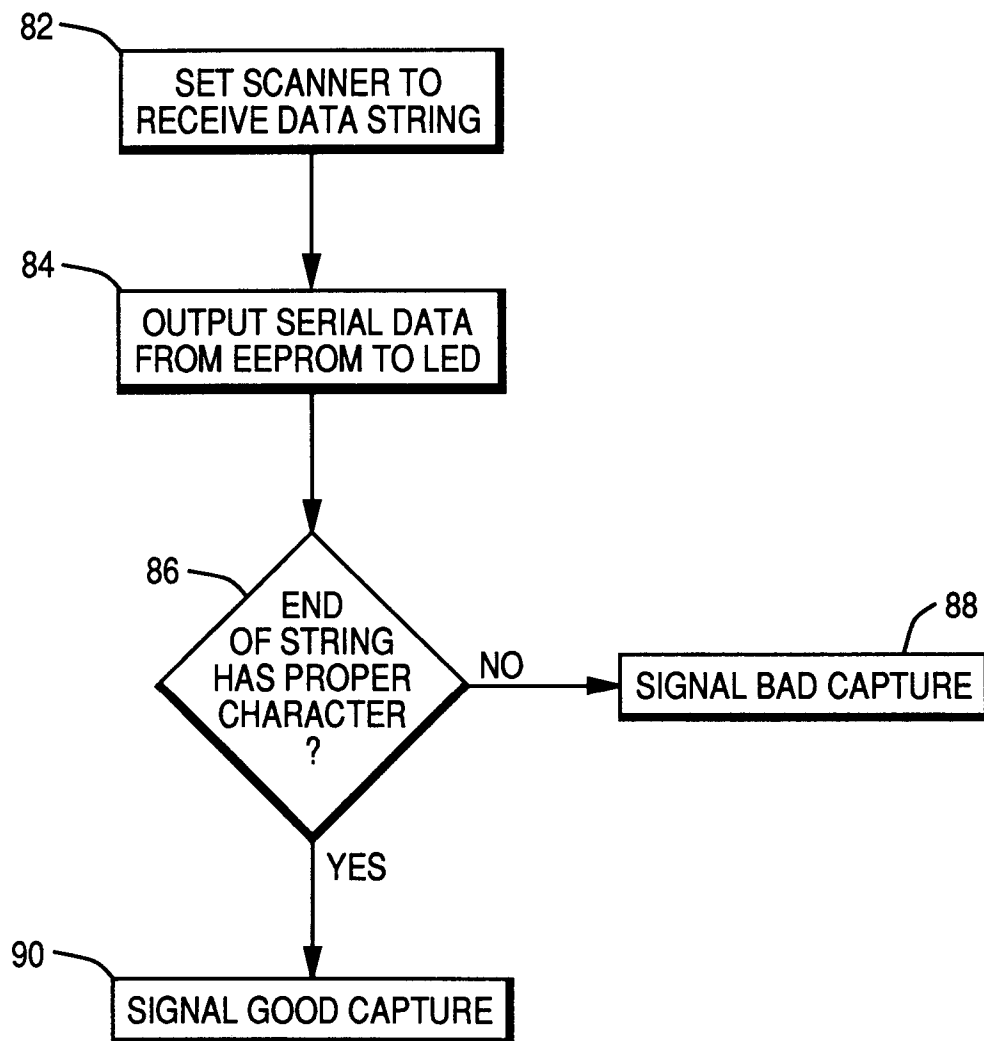 82
SET SCANNER TO
RECEIVE DATA STRING
84
OUTPUT SERIAL DATA
FROM EEPROM TO LED
86
END
OF STRING
HAS PROPER
CHARACTER
?
NO
88
SIGNAL BAD CAPTURE
YES
90
SIGNAL GOOD CAPTURE